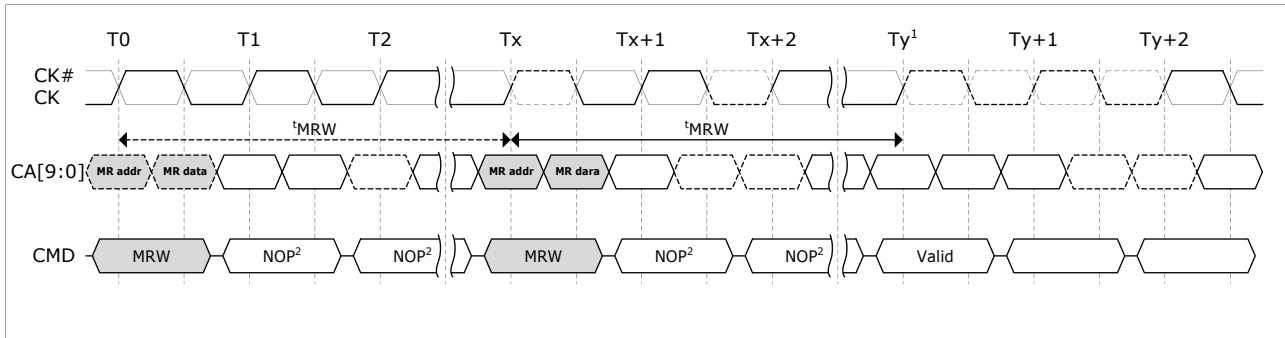 T0 T1 T2 Tx Tx+1 Tx+2 Ty¹ Ty+1 Ty+2
CK#
CK
tMRW tMRW
CA[9:0] MR addr MR data MR addr MR dara
CMD MRW NOP² NOP² MRW NOP² NOP² Valid